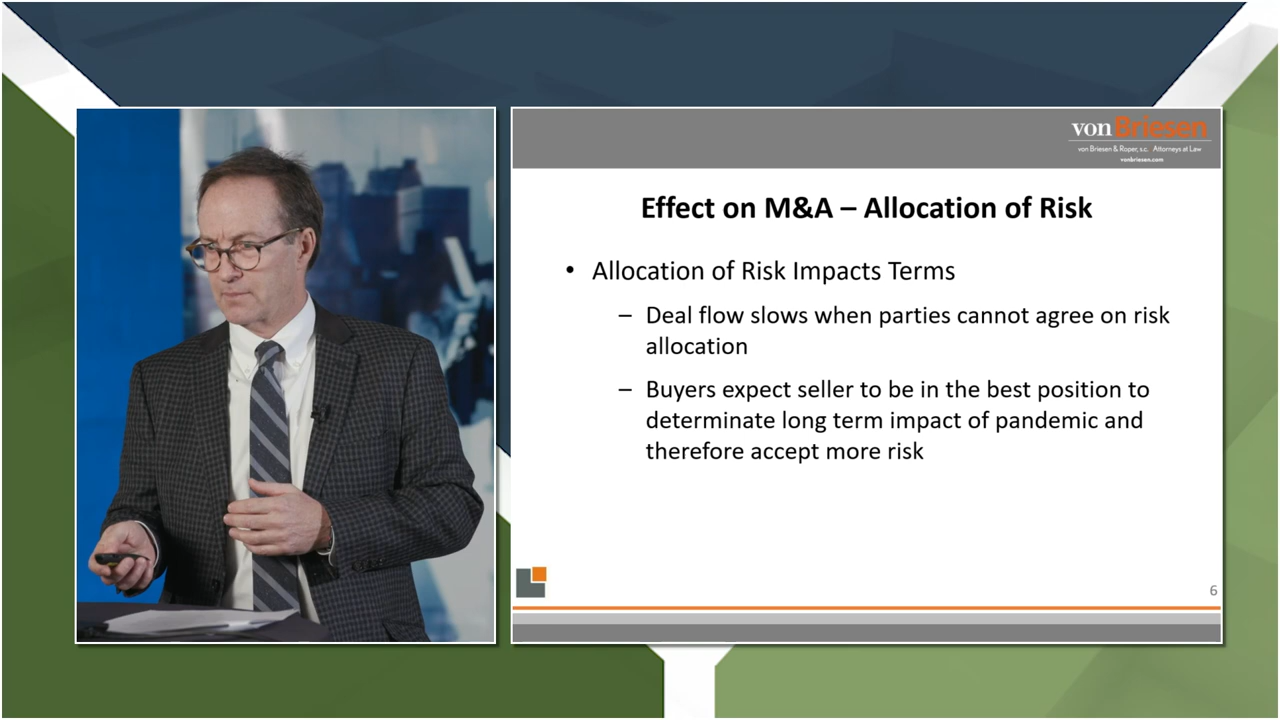 von Briesen
von Briesen & Roper, s.c. Attorneys at Law
vonbriesen.com
Effect on M&A – Allocation of Risk
• Allocation of Risk Impacts Terms
– Deal flow slows when parties cannot agree on risk
allocation
– Buyers expect seller to be in the best position to
determinate long term impact of pandemic and
therefore accept more risk
6